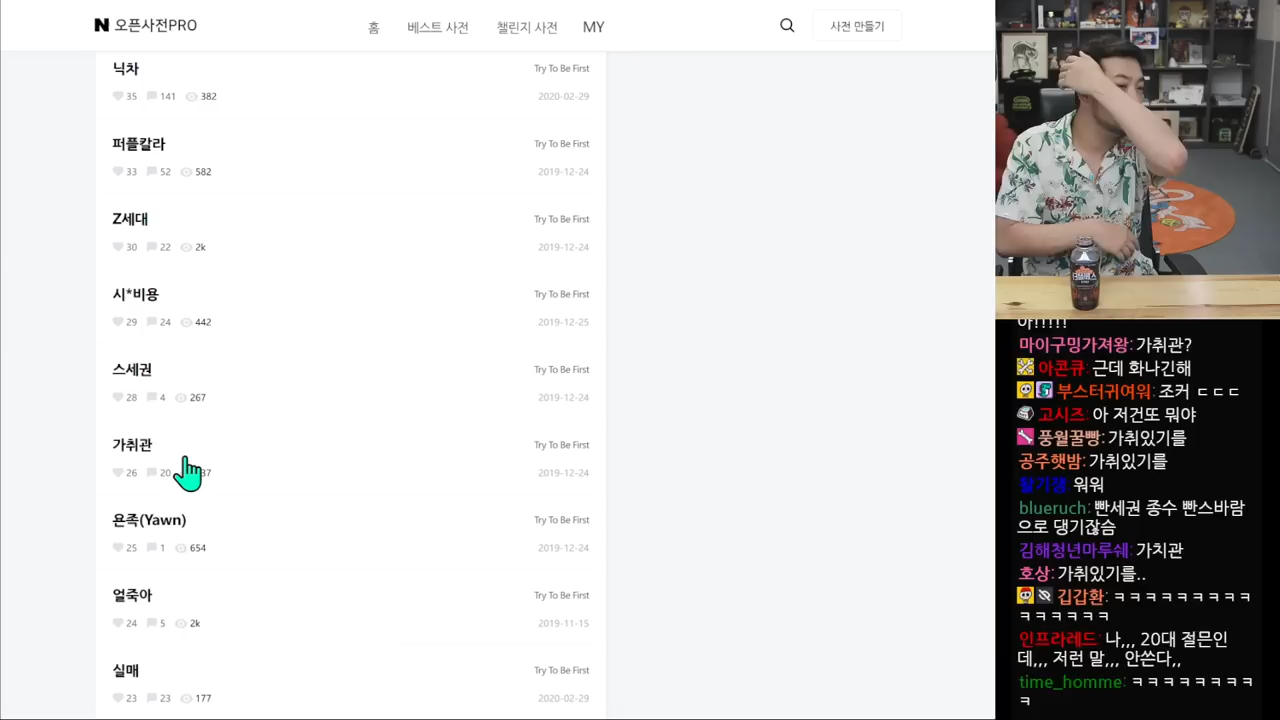 N 오픈사전PRO
홈 베스트 사전 챌린지 사전 MY
사전 만들기
닉차 Try To Be First
35 141 382 2020-02-29
퍼플칼라 Try To Be First
33 52 582 2019-12-24
Z세대 Try To Be First
30 22 2k 2019-12-24
시*비용 Try To Be First
29 24 442 2019-12-25
스세권 Try To Be First
28 4 267 2019-12-24
가취관 Try To Be First
26 20 37 2019-12-24
욘족(Yawn) Try To Be First
25 1 654 2019-12-24
얼죽아 Try To Be First
24 5 2k 2019-11-15
실매 Try To Be First
23 23 177 2020-02-29
아!!!!!
마이구밍가져왕: 가취관?
아콘큐: 근데 화나긴해
부스터귀여워: 조커 ㄷㄷㄷ
고시즈: 아 저건또 뭐야
풍월꿀빵: 가취있기를
공주햇밤: 가취있기를
워워
blueruch: 빤세권 종수 빤스바람
으로 댕기잖슴
김해청년마루쉐: 가치관
호상: 가취있기를..
깁갑환: ㅋㅋㅋㅋㅋㅋㅋㅋㅋ
ㅋㅋㅋㅋㅋㅋ
인프라레드: 나,,, 20대 절믄인
데,,, 저런 말,,, 안쓴다,,
time_homme: ㅋㅋㅋㅋㅋㅋㅋㅋ
ㅋ